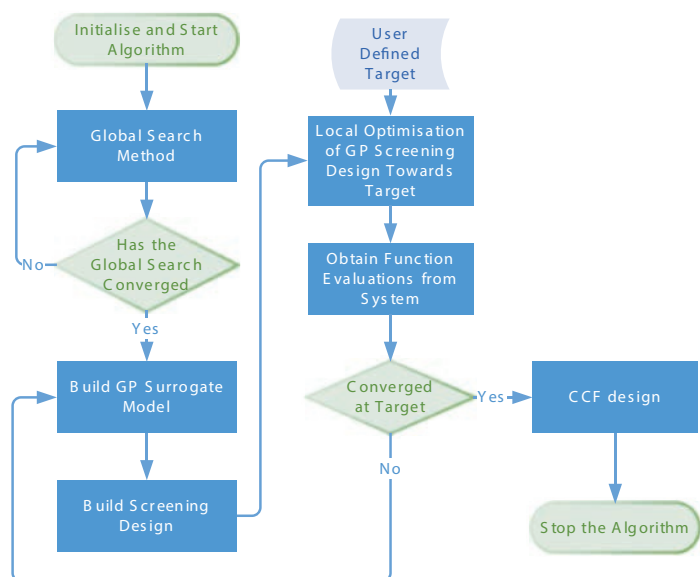 Initialise and Start
Algorithm
Global Search
Method
Has the
Global Search
Converged
No
Yes
Build GP Surrogate
Model
Build Screening
Design
User
Defined
Target
Local Optimisation
of GP Screening
Design Towards
Target
Obtain Function
Evaluations from
System
Converged
at Target
Yes
No
CCF design
Stop the Algorithm